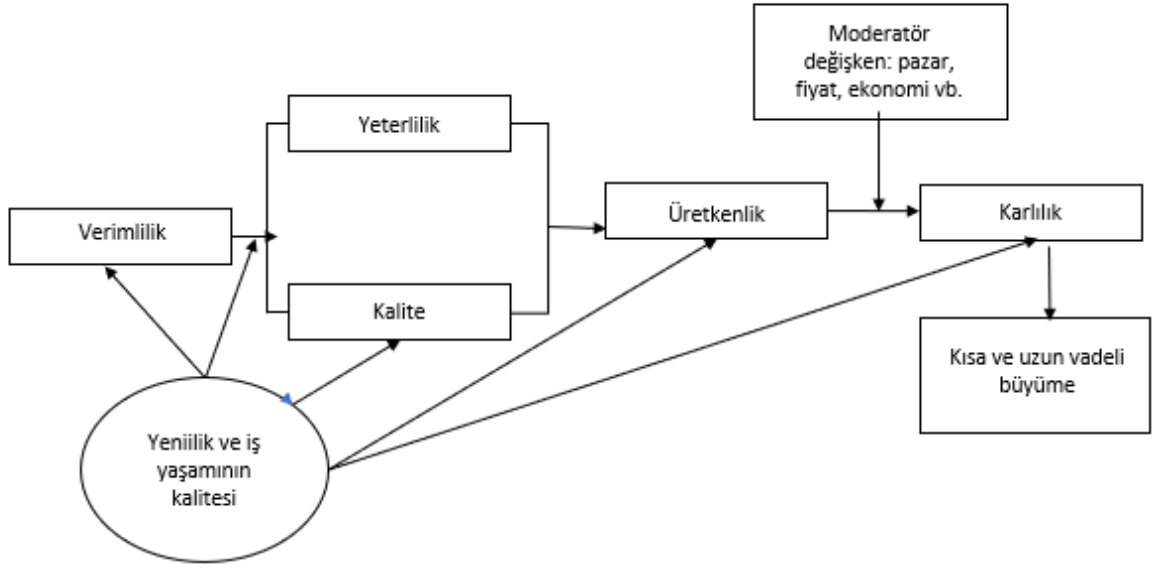 Moderatör
değişken: pazar,
fiyat, ekonomi vb.
Yeterlilik
Verimlilik
Üretkenlik
Karlılık
Kalite
Kısa ve uzun vadeli
büyüme
Yeniilik ve iş
yaşamının
kalitesi